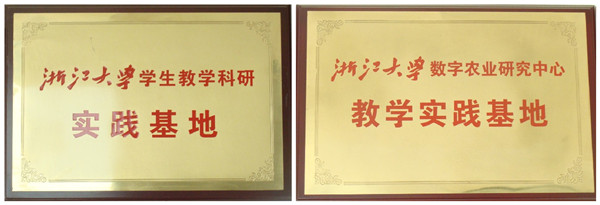 浙江大学学生教学科研
实践基地
浙江大学数字农业研究中心
教学实践基地